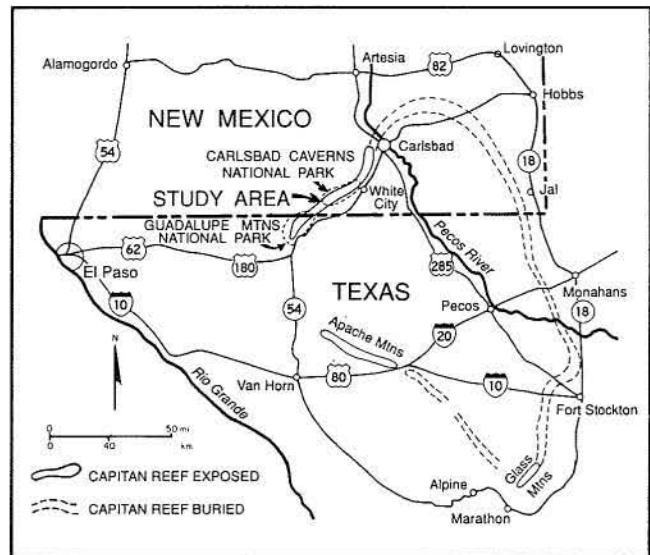 Alamogordo
Artesia
Lovington
82
Hobbs
NEW MEXICO
54
Carlsbad
CARLSBAD CAVERNS
NATIONAL PARK
18
STUDY AREA
White
City
Jal
GUADALUPE MTNS
NATIONAL PARK
62
180
El Paso
Pecos River
285
10
54
TEXAS
Monahans
Pecos
18
20
Apache Mtns
N
Van Horn
80
10
Rio Grande
Fort Stockton
0 50 mi
0 40 km.
CAPITAN REEF EXPOSED
Glass
Mtns
Alpine
CAPITAN REEF BURIED
Marathon